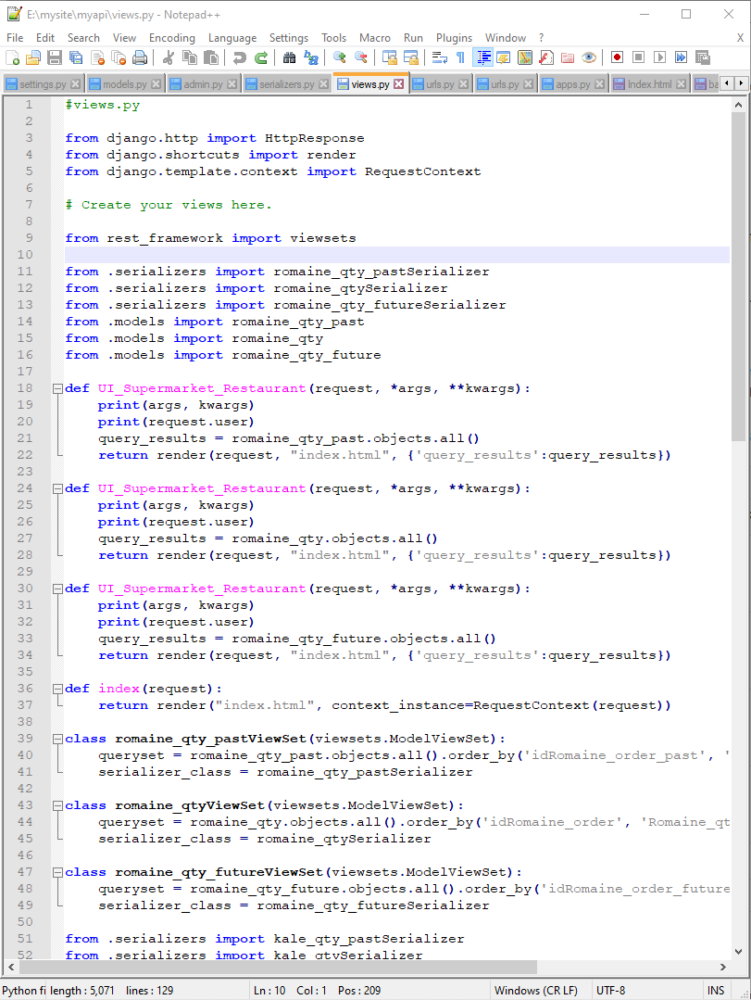 E:\mysite\myapi\views.py - Notepad++
File Edit Search View Encoding Language Settings Tools Macro Run Plugins Window ? X
settings.py models.py admin.py serializers.py views.py urls.py urls.py apps.py Index.html ba
1 #views.py
2
3 from django.http import HttpResponse
4 from django.shortcuts import render
5 from django.template.context import RequestContext
6
7 # Create your views here.
8
9 from rest_framework import viewsets
10
11 from .serializers import romaine_qty_pastSerializer
12 from .serializers import romaine_qtySerializer
13 from .serializers import romaine_qty_futureSerializer
14 from .models import romaine_qty_past
15 from .models import romaine_qty
16 from .models import romaine_qty_future
17
18 def UI_Supermarket_Restaurant(request, *args, **kwargs):
19 print(args, kwargs)
20 print(request.user)
21 query_results = romaine_qty_past.objects.all()
22 return render(request, "index.html", {'query_results':query_results})
23
24 def UI_Supermarket_Restaurant(request, *args, **kwargs):
25 print(args, kwargs)
26 print(request.user)
27 query_results = romaine_qty.objects.all()
28 return render(request, "index.html", {'query_results':query_results})
29
30 def UI_Supermarket_Restaurant(request, *args, **kwargs):
31 print(args, kwargs)
32 print(request.user)
33 query_results = romaine_qty_future.objects.all()
34 return render(request, "index.html", {'query_results':query_results})
35
36 def index(request):
37 return render("index.html", context_instance=RequestContext(request))
38
39 class romaine_qty_pastViewSet(viewsets.ModelViewSet):
40 queryset = romaine_qty_past.objects.all().order_by('idRomaine_order_past', '
41 serializer_class = romaine_qty_pastSerializer
42
43 class romaine_qtyViewSet(viewsets.ModelViewSet):
44 queryset = romaine_qty.objects.all().order_by('idRomaine_order', 'Romaine_qt
45 serializer_class = romaine_qtySerializer
46
47 class romaine_qty_futureViewSet(viewsets.ModelViewSet):
48 queryset = romaine_qty_future.objects.all().order_by('idRomaine_order_future
49 serializer_class = romaine_qty_futureSerializer
50
51 from .serializers import kale_qty_pastSerializer
52 from .serializers import kale_qtySerializer
Python fi length : 5,071 lines : 129 Ln : 10 Col : 1 Pos : 209 Windows (CR LF) UTF-8 INS